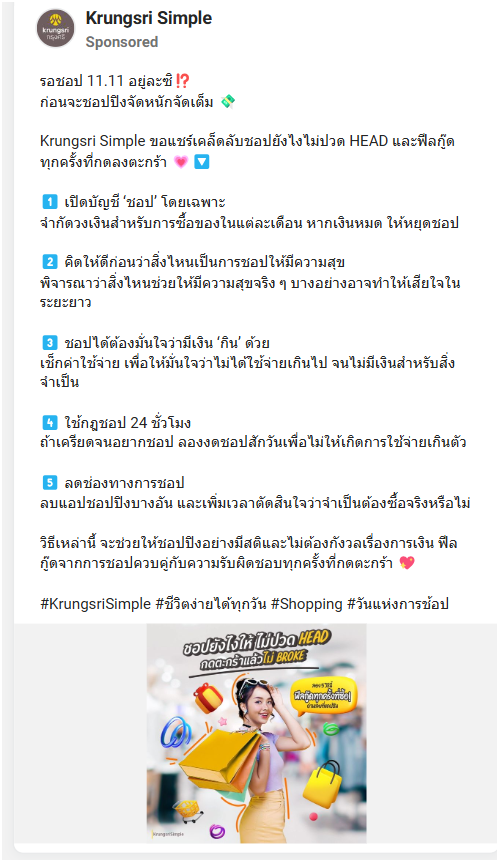 krungsri
กรุงศรี
Krungsri Simple
Sponsored
รอชอป 11.11 อยู่ละซิ ⁉️
ก่อนจะชอปปิงจัดหนักจัดเต็ม 💸
Krungsri Simple ขอแชร์เคล็ดลับชอปยังไงไม่ปวด HEAD และฟีลกู๊ด
ทุกครั้งที่กดลงตะกร้า 💗 🔽
1️⃣ เปิดบัญชี ‘ชอป’ โดยเฉพาะ
จำกัดวงเงินสำหรับการซื้อของในแต่ละเดือน หากเงินหมด ให้หยุดชอป
2️⃣ คิดให้ดีก่อนว่าสิ่งไหนเป็นการชอปให้มีความสุข
พิจารณาว่าสิ่งไหนช่วยให้มีความสุขจริง ๆ บางอย่างอาจทำให้เสียใจใน
ระยะยาว
3️⃣ ชอปได้ต้องมั่นใจว่ามีเงิน ‘กิน’ ด้วย
เช็กค่าใช้จ่าย เพื่อให้มั่นใจว่าไม่ได้ใช้จ่ายเกินไป จนไม่มีเงินสำหรับสิ่ง
จำเป็น
4️⃣ ใช้กฎชอป 24 ชั่วโมง
ถ้าเครียดจนอยากชอป ลองงดชอปสักวันเพื่อไม่ให้เกิดการใช้จ่ายเกินตัว
5️⃣ ลดช่องทางการชอป
ลบแอปชอปปิงบางอัน และเพิ่มเวลาตัดสินใจว่าจำเป็นต้องซื้อจริงหรือไม่
วิธีเหล่านี้ จะช่วยให้ชอปปิงอย่างมีสติและไม่ต้องกังวลเรื่องการเงิน ฟีล
กู๊ดจากการชอปควบคู่กับความรับผิดชอบทุกครั้งที่กดตะกร้า 💖
#KrungsriSimple #ชีวิตง่ายได้ทุกวัน #Shopping #วันแห่งการช้อป
ชอปยังไงให้ ไม่ปวด HEAD
กดตะกร้าแล้วไม่ BROKE
ฟีลกู๊ดทุกครั้งที่ซื้อ
KrungsriSimple